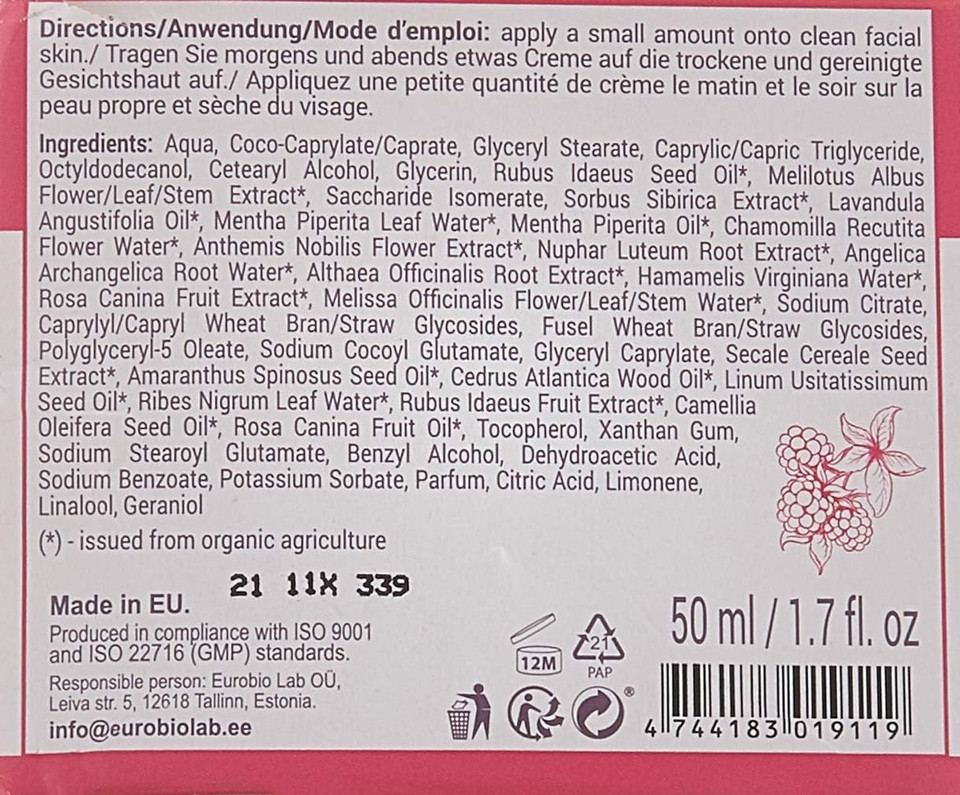 Directions/Anwendung/Mode d'emploi: apply a small amount onto clean facial
skin./ Tragen Sie morgens und abends etwas Creme auf die trockene und gereinigte
Gesichtshaut auf./ Appliquez une petite quantité de crème le matin et le soir sur la
peau propre et sèche du visage.
Ingredients: Aqua, Coco-Caprylate/Caprate, Glyceryl Stearate, Caprylic/Capric Triglyceride,
Octyldodecanol, Cetearyl Alcohol, Glycerin, Rubus Idaeus Seed Oil*, Melilotus Albus
Flower/Leaf/Stem Extract*, Saccharide Isomerate, Sorbus Sibirica Extract*, Lavandula
Angustifolia Oil*, Mentha Piperita Leaf Water*, Mentha Piperita Oil*, Chamomilla Recutita
Flower Water*, Anthemis Nobilis Flower Extract*, Nuphar Luteum Root Extract*, Angelica
Archangelica Root Water*, Althaea Officinalis Root Extract*, Hamamelis Virginiana Water*,
Rosa Canina Fruit Extract*, Melissa Officinalis Flower/Leaf/Stem Water*, Sodium Citrate,
Caprylyl/Capryl Wheat Bran/Straw Glycosides, Fusel Wheat Bran/Straw Glycosides,
Polyglyceryl-5 Oleate, Sodium Cocoyl Glutamate, Glyceryl Caprylate, Secale Cereale Seed
Extract*, Amaranthus Spinosus Seed Oil*, Cedrus Atlantica Wood Oil*, Linum Usitatissimum
Seed Oil*, Ribes Nigrum Leaf Water*, Rubus Idaeus Fruit Extract*, Camellia
Oleifera Seed Oil*, Rosa Canina Fruit Oil*, Tocopherol, Xanthan Gum,
Sodium Stearoyl Glutamate, Benzyl Alcohol, Dehydroacetic Acid,
Sodium Benzoate, Potassium Sorbate, Parfum, Citric Acid, Limonene,
Linalool, Geraniol
(*) - issued from organic agriculture
21 11X 339
Made in EU.
Produced in compliance with ISO 9001
and ISO 22716 (GMP) standards.
Responsible person: Eurobio Lab OÜ,
Leiva str. 5, 12618 Tallinn, Estonia.
info@eurobiolab.ee
12M
21
PAP
®
50 ml / 1.7 fl. oz
4 744183 019119